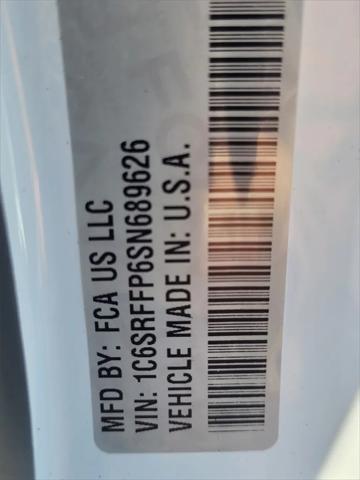 MFD BY: FCA US LLC
VIN: 1C6SRFFP6SN689626
VEHICLE MADE IN: U.S.A.